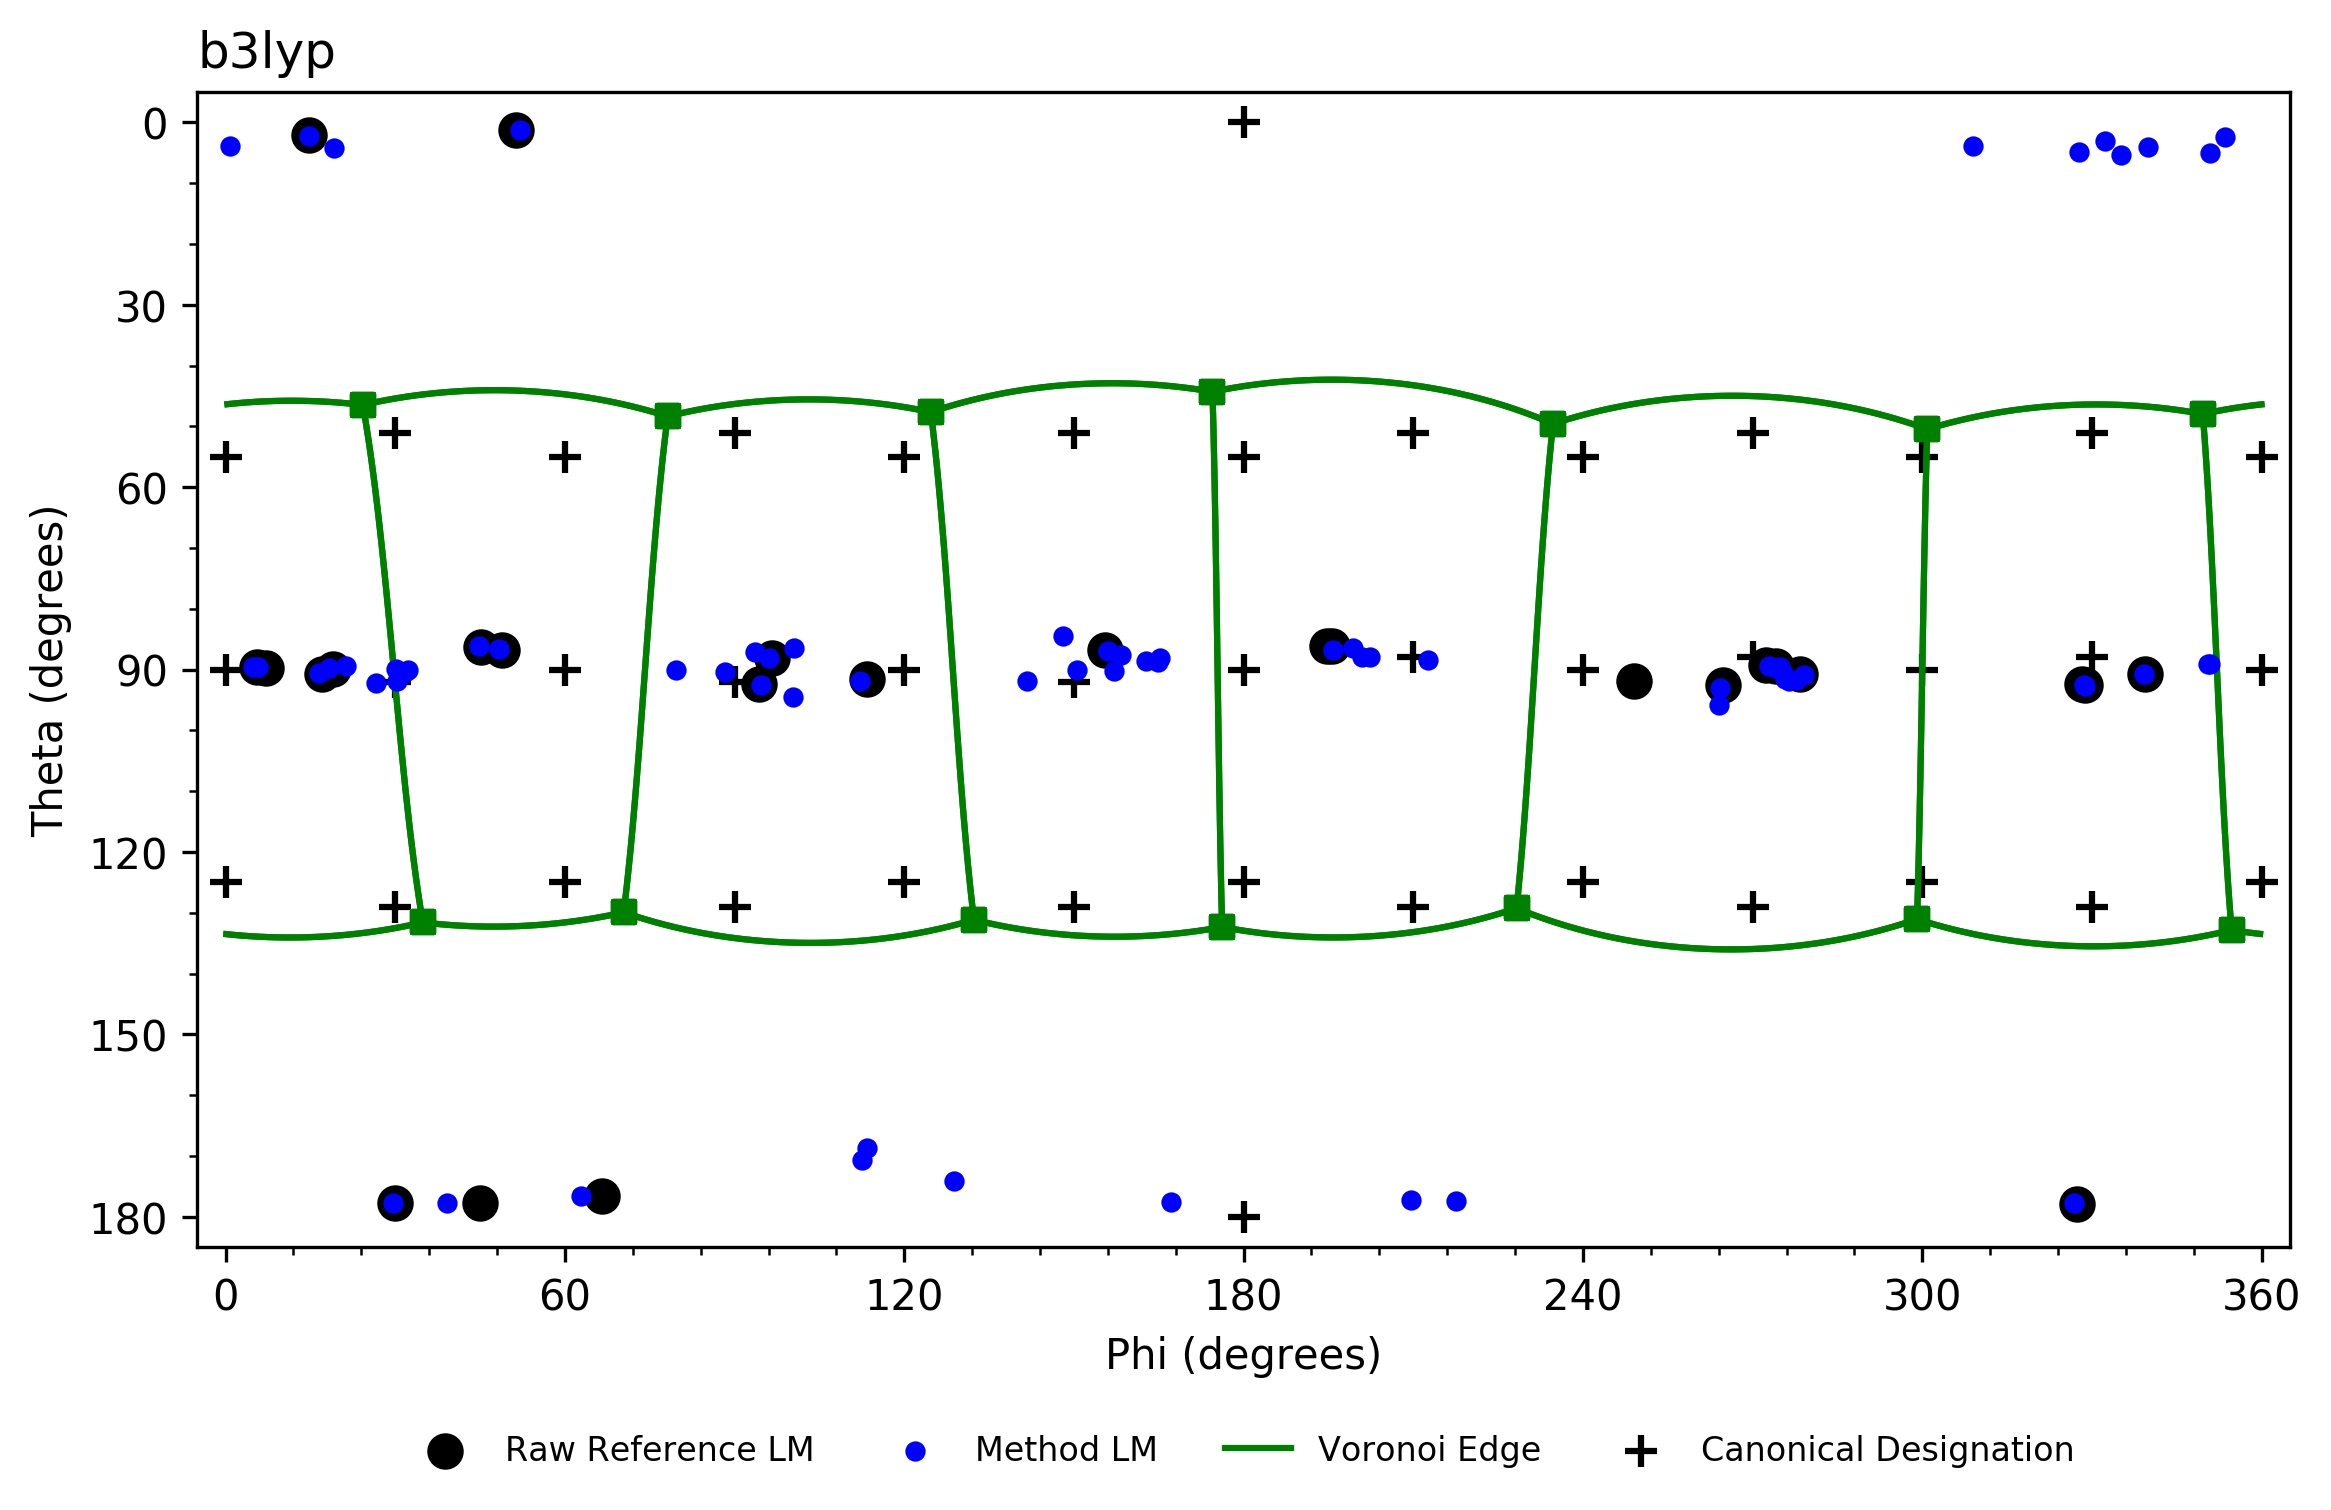 b3lyp
0
30
60
90
120
150
180
Theta (degrees)
0 60 120 180 240 300 360
Phi (degrees)
Raw Reference LM Method LM Voronoi Edge Canonical Designation